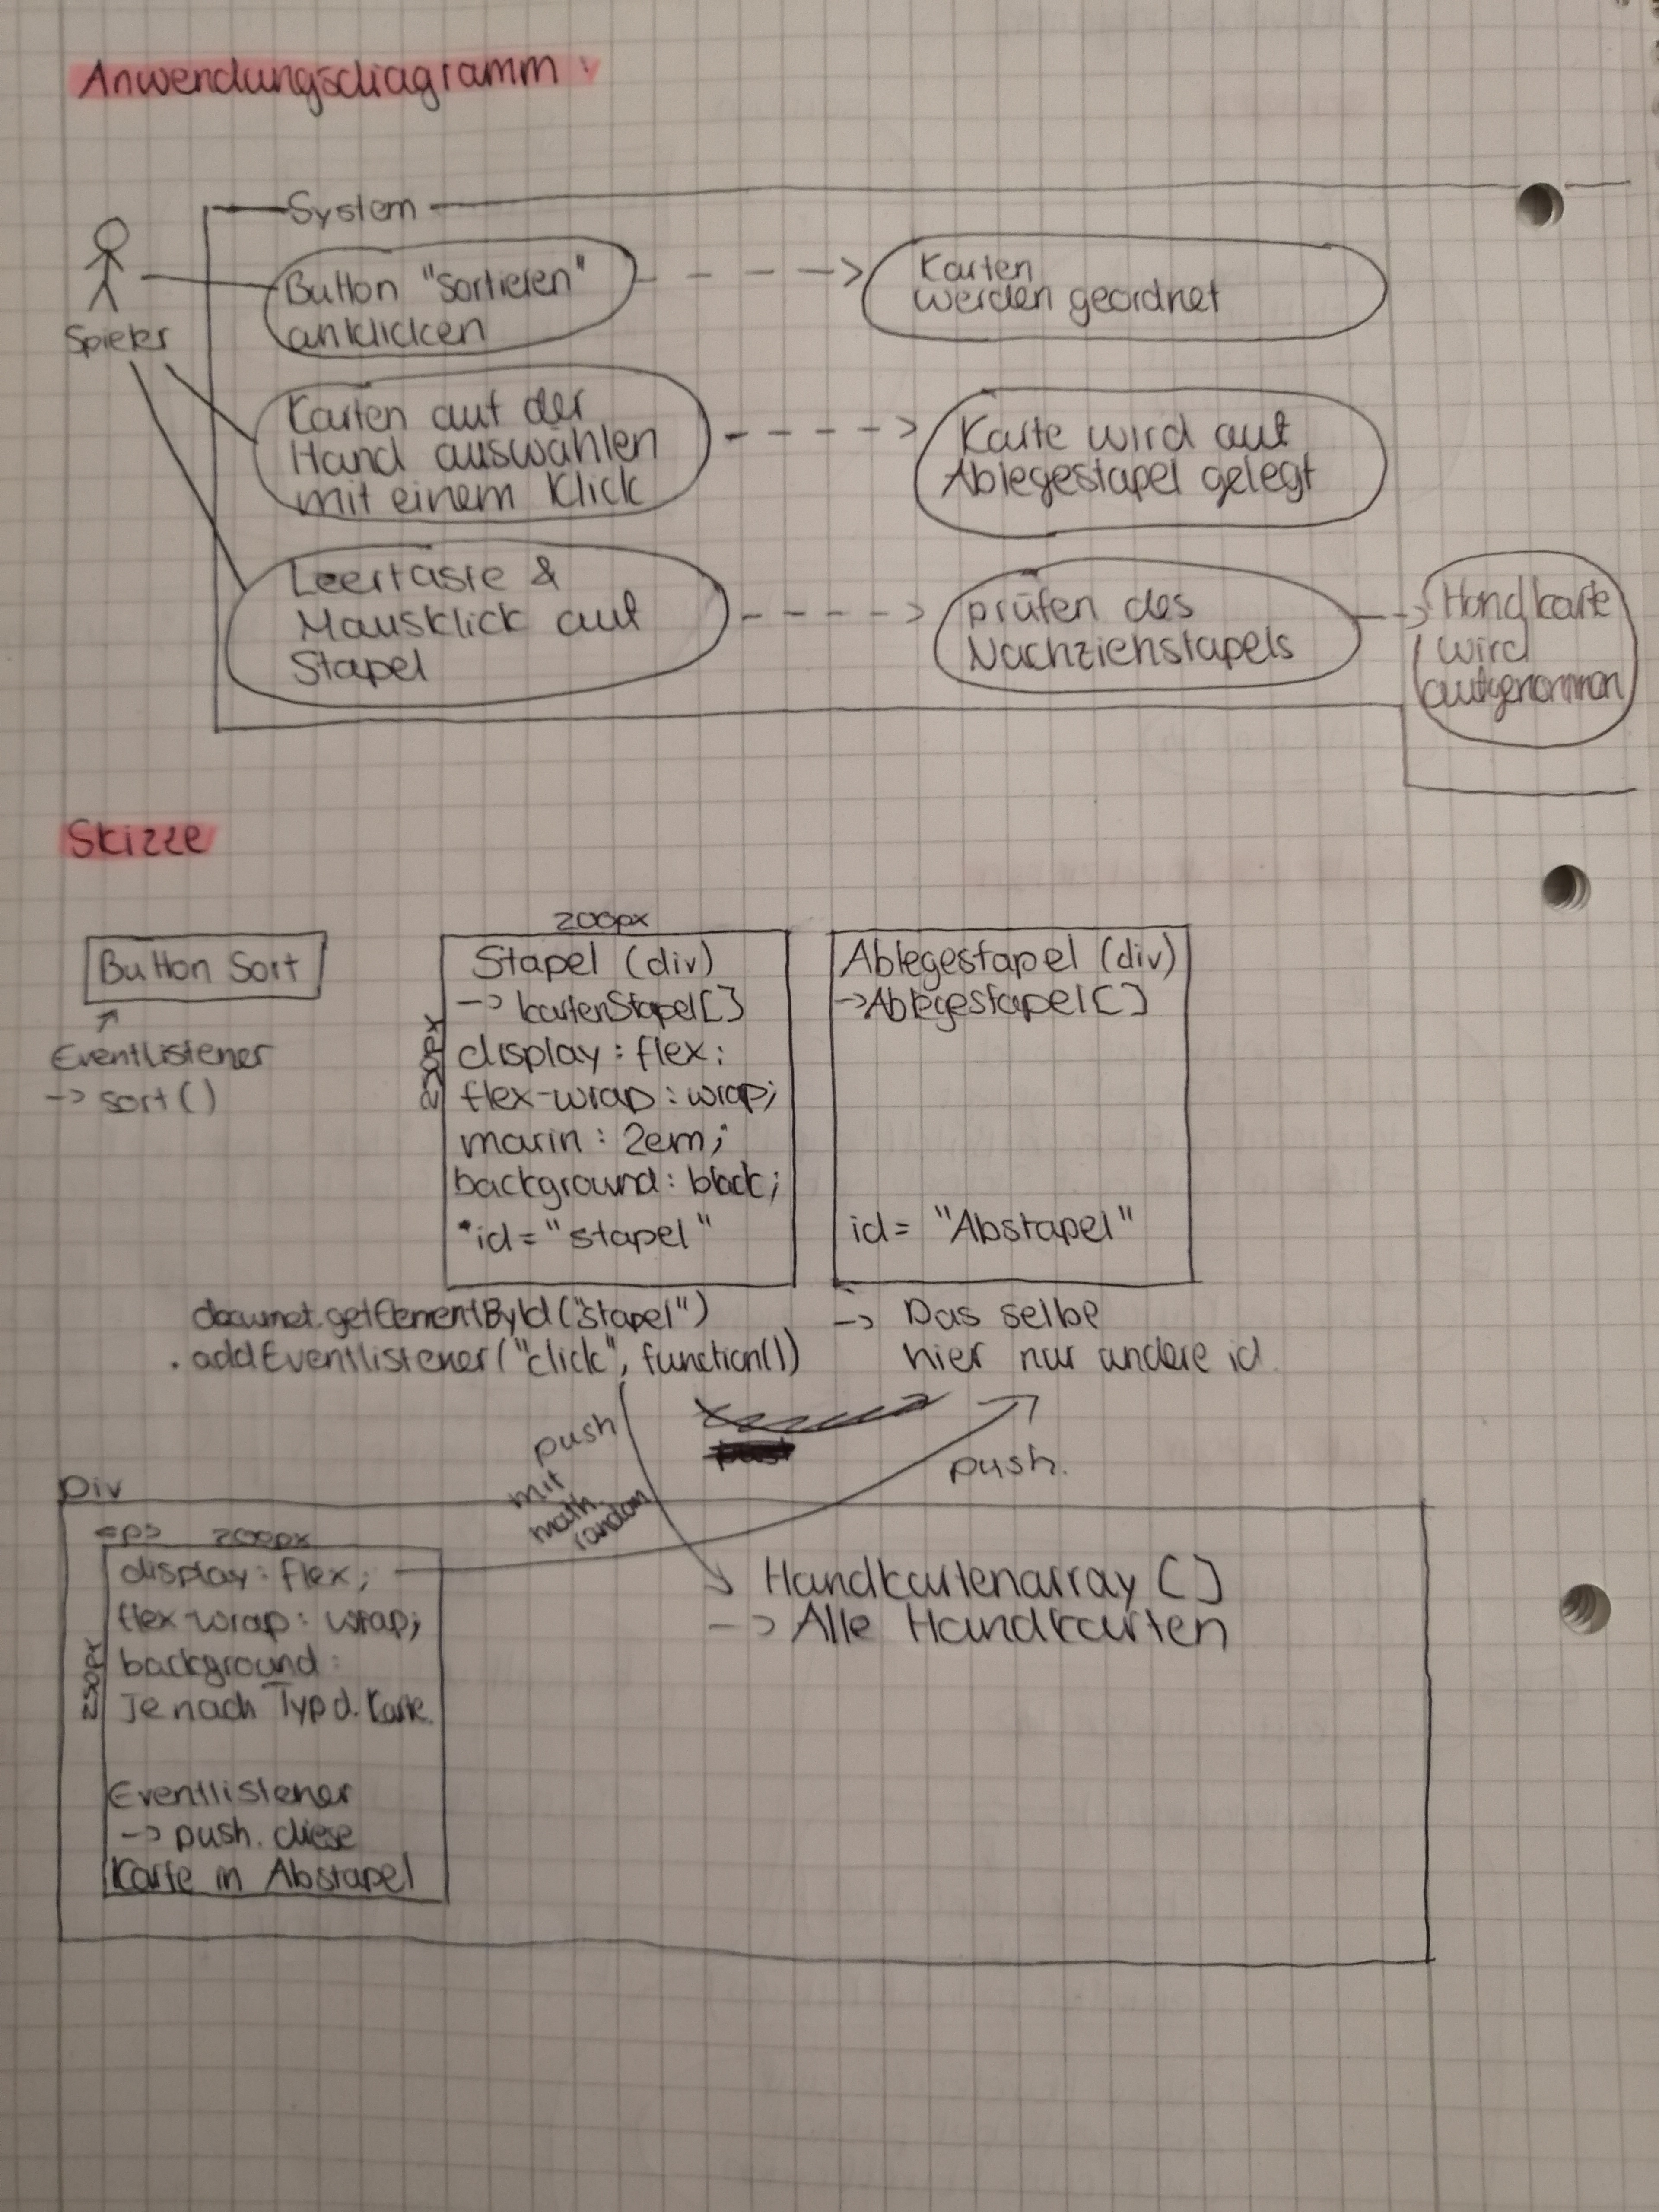 Anwendungsdiagramm:
System
Spieler
Button "sortieren"
anklicken
Karten
werden geordnet
Karten auf der
Hand auswählen
mit einem Klick
Karte wird auf
Ablegestapel gelegt
Leertaste &
Mausklick auf
Stapel
prüfen des
Nachziehstapels
Handkarte
wird
aufgenommen
Skizze
Button Sort
EventListener
-> sort()
200px
250px
Stapel (div)
-> kartenStapel[]
display: flex;
flex-wrap: wrap;
marin: 2em;
background: black;
*id="stapel"
Ablegestapel (div)
->Ablegestapel[]
id= "Abstapel"
documet.getElementById("stapel")
.addEventlistener("click", function())
-> Das selbe
hier nur andere id.
push
mit
math
random
push.
Div
<p> 200px
250px
display: flex;
flex-wrap: wrap;
background:
Je nach Typ d. Karte.
Eventlistener
-> push. diese
Karte in Abstapel
Handkartenarray []
-> Alle Handkarten